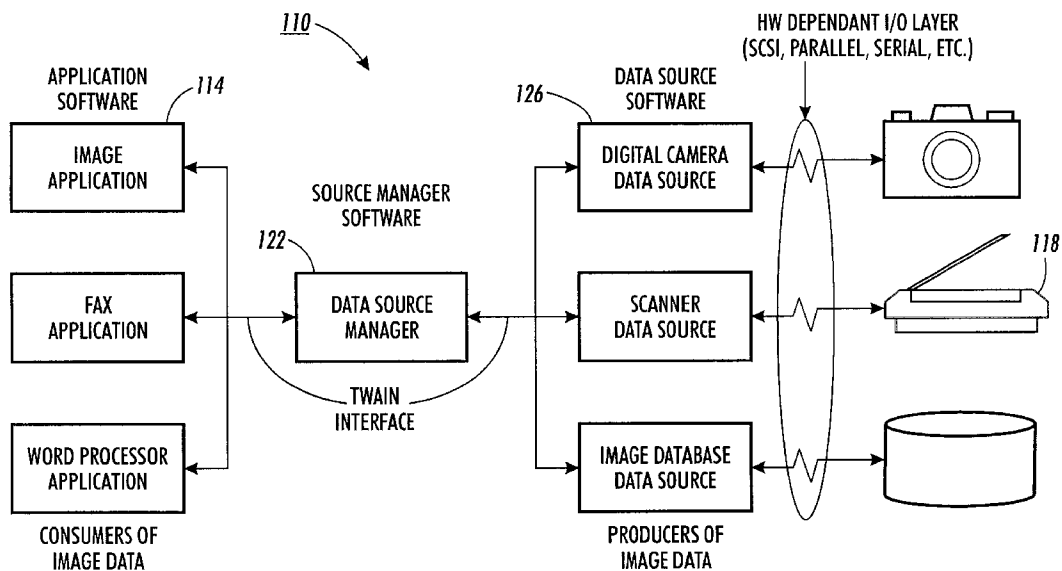 110
HW DEPENDANT I/O LAYER
(SCSI, PARALLEL, SERIAL, ETC.)
APPLICATION
SOFTWARE
114
IMAGE
APPLICATION
DATA SOURCE
SOFTWARE
126
DIGITAL CAMERA
DATA SOURCE
SOURCE MANAGER
SOFTWARE
122
DATA SOURCE
MANAGER
FAX
APPLICATION
SCANNER
DATA SOURCE
118
TWAIN
INTERFACE
WORD PROCESSOR
APPLICATION
IMAGE DATABASE
DATA SOURCE
CONSUMERS OF
IMAGE DATA
PRODUCERS OF
IMAGE DATA